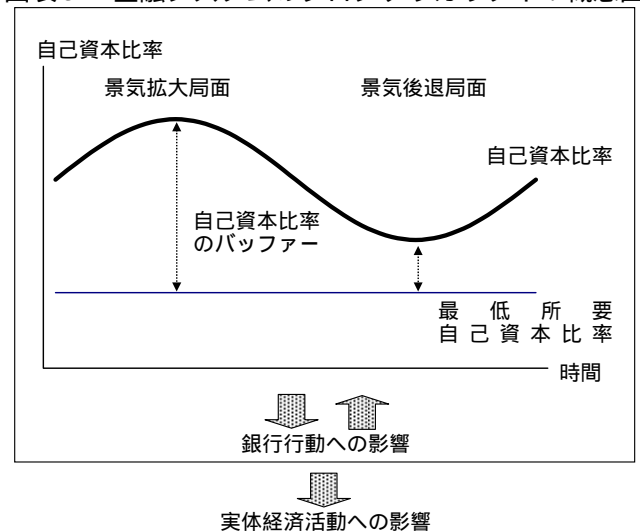 自己資本比率
景気拡大局面
景気後退局面
自己資本比率
自己資本比率
のバッファー
最低所要
自己資本比率
時間
銀行行動への影響
実体経済活動への影響